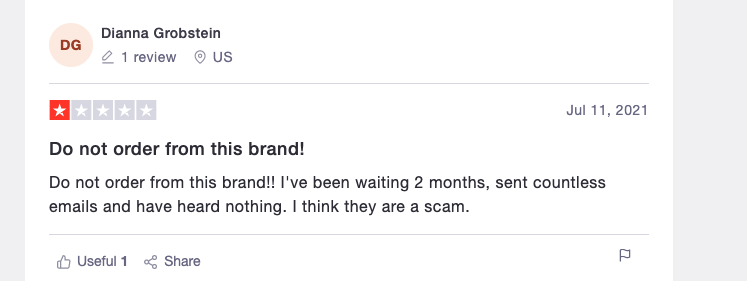 DG
Dianna Grobstein
1 review US
Jul 11, 2021
Do not order from this brand!
Do not order from this brand!! I've been waiting 2 months, sent countless
emails and have heard nothing. I think they are a scam.
Useful 1 Share